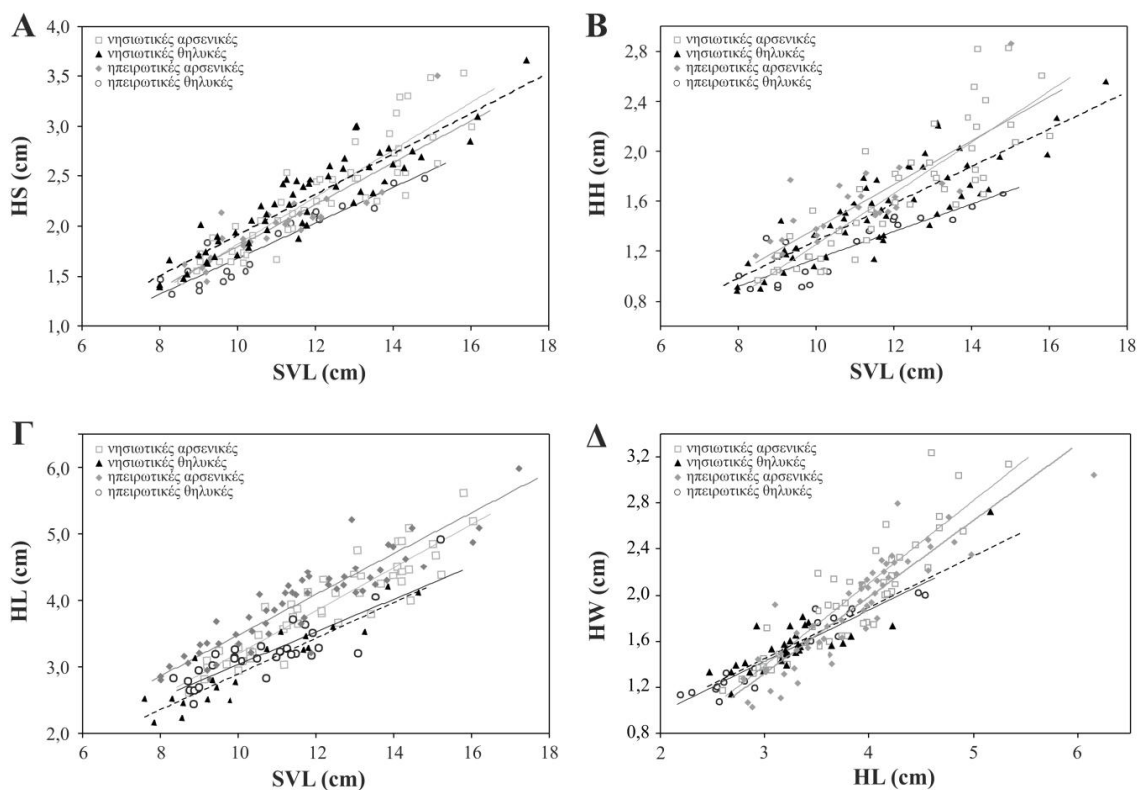 Α
4,0
3,5
3,0
2,5
2,0
1,5
1,0
HS (cm)
νησιωτικές αρσενικές
νησιωτικές θηλυκές
ηπειρωτικές αρσενικές
ηπειρωτικές θηλυκές
6 8 10 12 14 16 18
SVL (cm)
Β
2,8
2,4
2,0
1,6
1,2
0,8
HH (cm)
νησιωτικές αρσενικές
νησιωτικές θηλυκές
ηπειρωτικές αρσενικές
ηπειρωτικές θηλυκές
6 8 10 12 14 16 18
SVL (cm)
Γ
6,0
5,0
4,0
3,0
2,0
HL (cm)
νησιωτικές αρσενικές
νησιωτικές θηλυκές
ηπειρωτικές αρσενικές
ηπειρωτικές θηλυκές
6 8 10 12 14 16 18
SVL (cm)
Δ
3,2
2,8
2,4
2,0
1,6
1,2
0,8
HW (cm)
νησιωτικές αρσενικές
νησιωτικές θηλυκές
ηπειρωτικές αρσενικές
ηπειρωτικές θηλυκές
2 3 4 5 6
HL (cm)